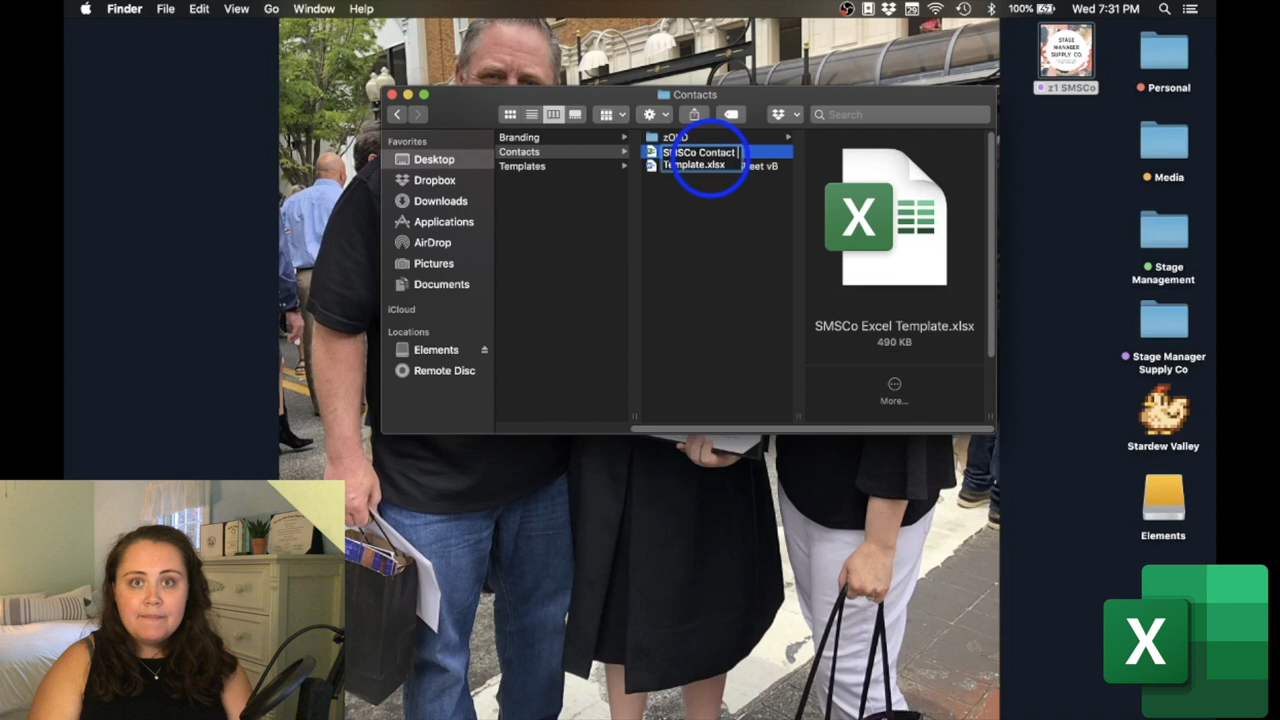 Finder File Edit View Go Window Help
100% Wed 7:31 PM
STAGE
MANAGER
SUPPLY CO.
z1 SMSCo
Personal
Media
Stage
Management
Stage Manager
Supply Co
Stardew Valley
Elements
Contacts
Search
Favorites
Desktop
Dropbox
Downloads
Applications
AirDrop
Pictures
Documents
iCloud
Locations
Elements
Remote Disc
Branding
Contacts
Templates
SMSCo Contact
Template.xlsx
vB
X
SMSCo Excel Template.xlsx
490 KB
More...
X